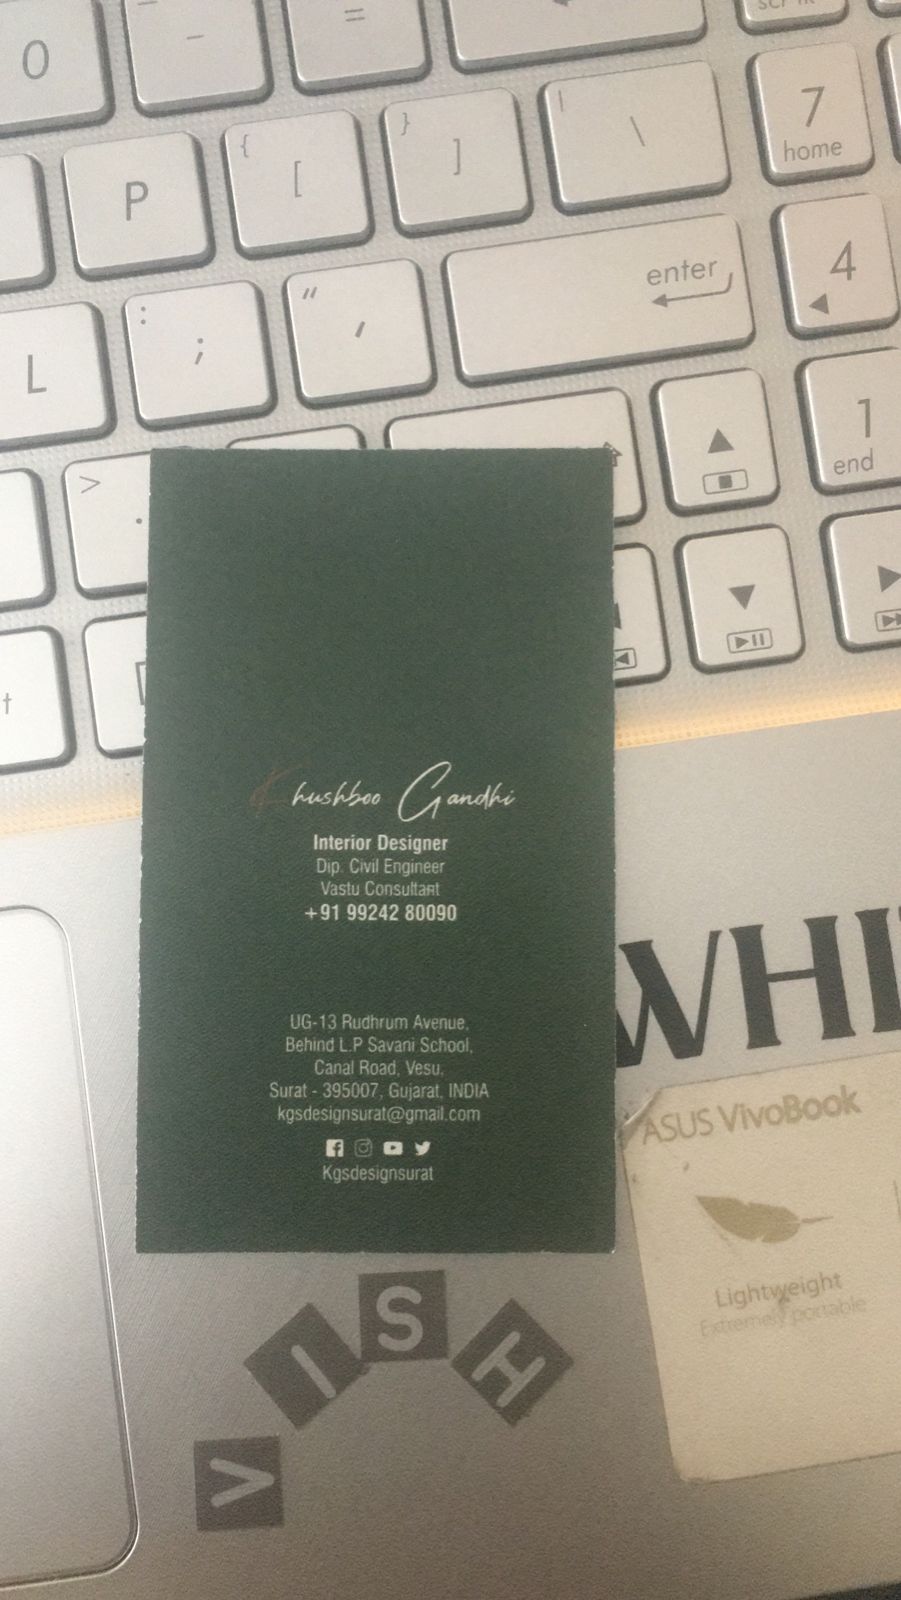 O
-
=
P
{
[
}
]
|
\
7
home
L
:
;
"
'
enter
4
>
.
1
end
Khushboo Gandhi
Interior Designer
Dip. Civil Engineer
Vastu Consultant
+91 99242 80090
UG-13 Rudhrum Avenue,
Behind L.P Savani School,
Canal Road, Vesu,
Surat - 395007, Gujarat, INDIA
kgsdesignsurat@gmail.com
Kgsdesignsurat
WHI
ASUS VivoBook
Lightweight
Extremely portable
VISH